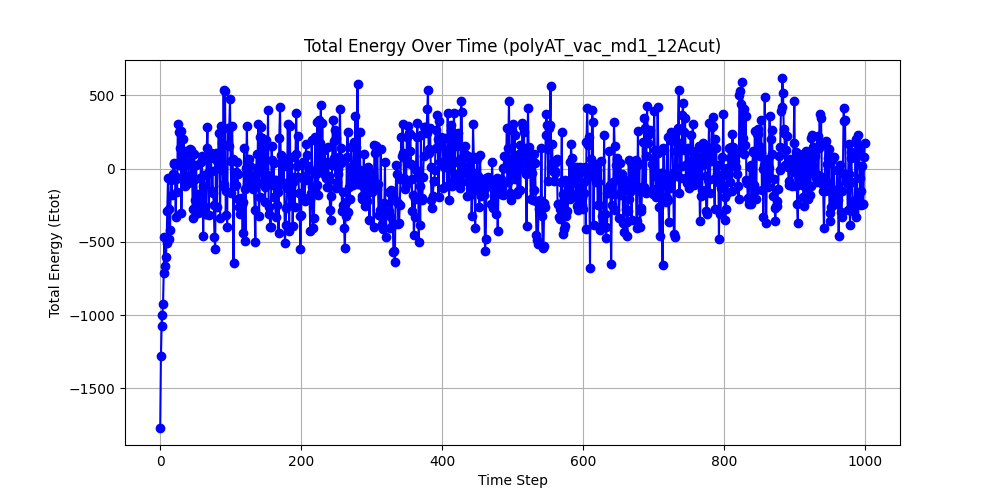 Total Energy Over Time (polyAT_vac_md1_12Acut)
500
0
−500
−1000
−1500
Total Energy (Etot)
0 200 400 600 800 1000
Time Step